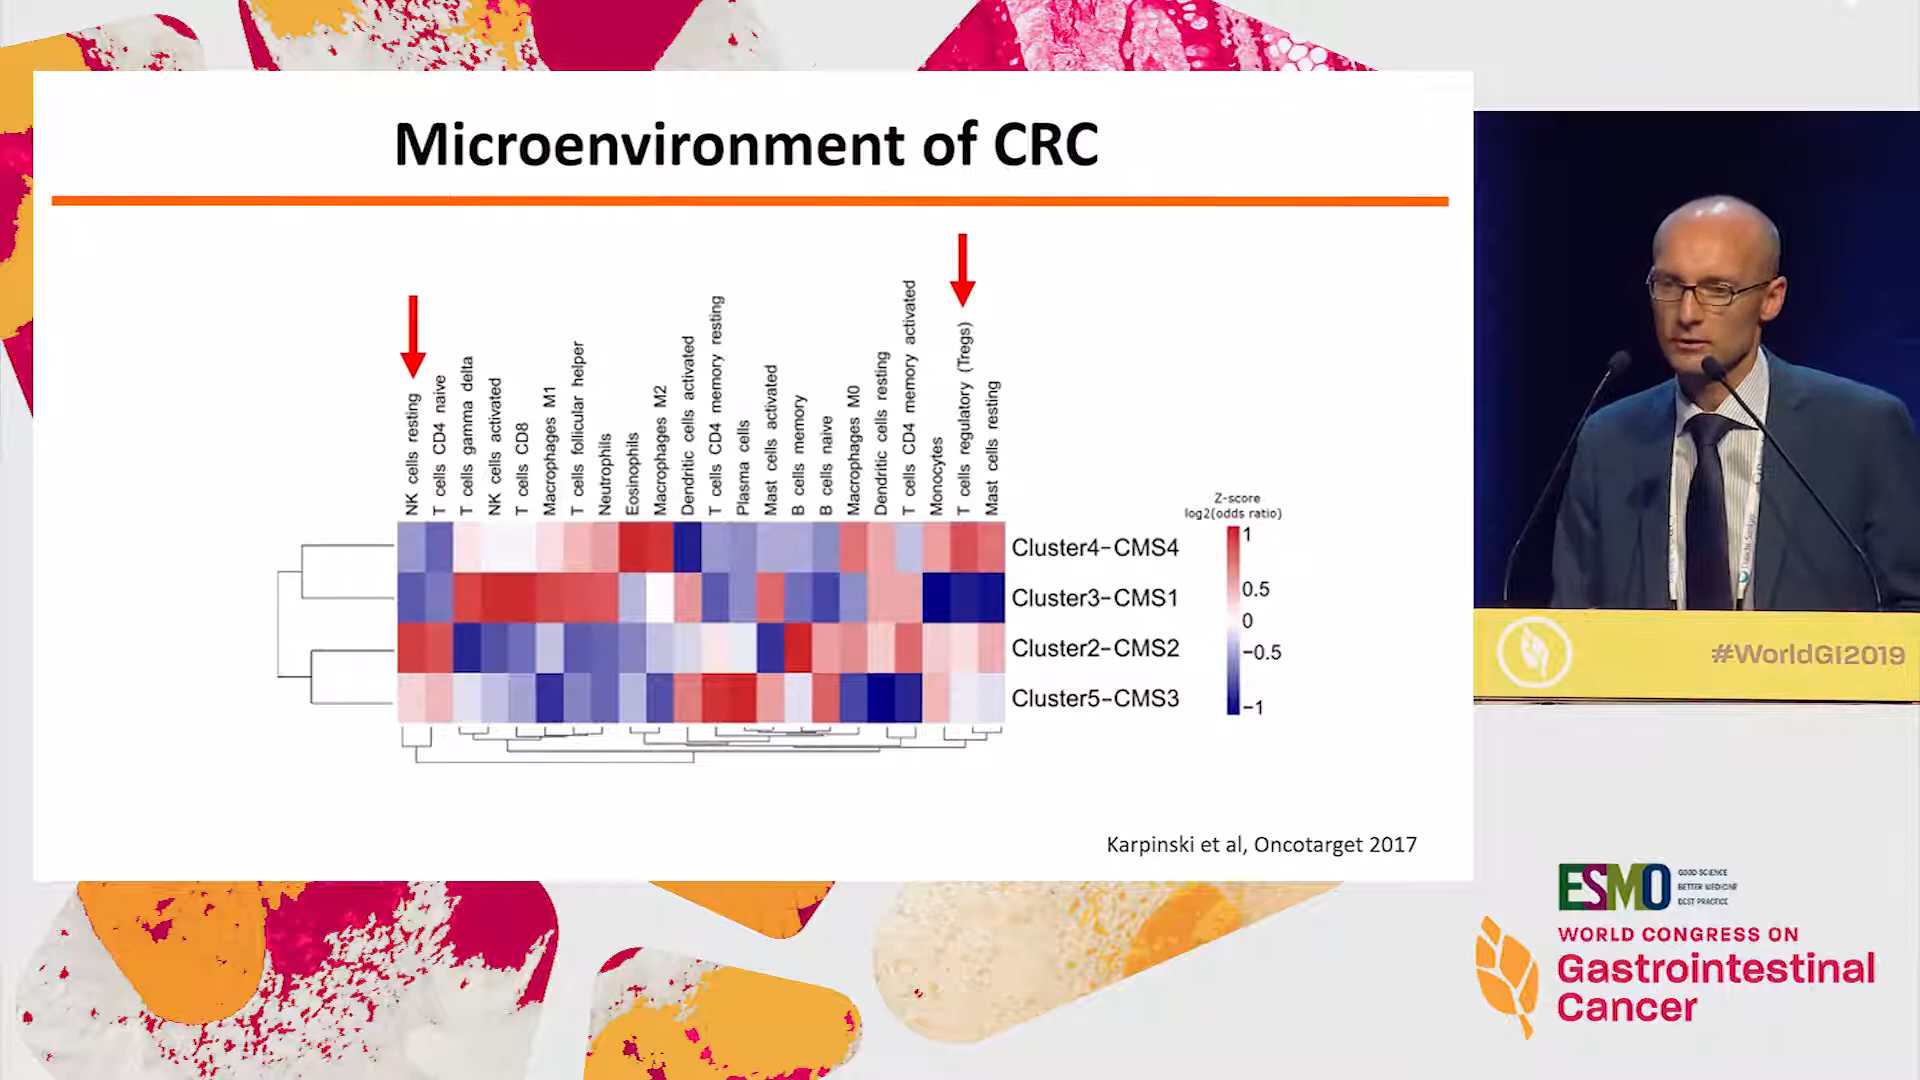 Microenvironment of CRC
NK cells resting
T cells CD4 naive
T cells gamma delta
NK cells activated
T cells CD8
Macrophages M1
T cells follicular helper
Neutrophils
Eosinophils
Macrophages M2
Dendritic cells activated
T cells CD4 memory resting
Plasma cells
Mast cells activated
B cells memory
B cells naive
Macrophages M0
Dendritic cells resting
T cells CD4 memory activated
Monocytes
T cells regulatory (Tregs)
Mast cells resting
Cluster4-CMS4
Cluster3-CMS1
Cluster2-CMS2
Cluster5-CMS3
Z-score
log2(odds ratio)
1
0.5
0
-0.5
-1
Karpinski et al, Oncotarget 2017
#WorldGI2019
ESMO
GOOD SCIENCE
BETTER MEDICINE
BEST PRACTICE
WORLD CONGRESS ON
Gastrointestinal
Cancer